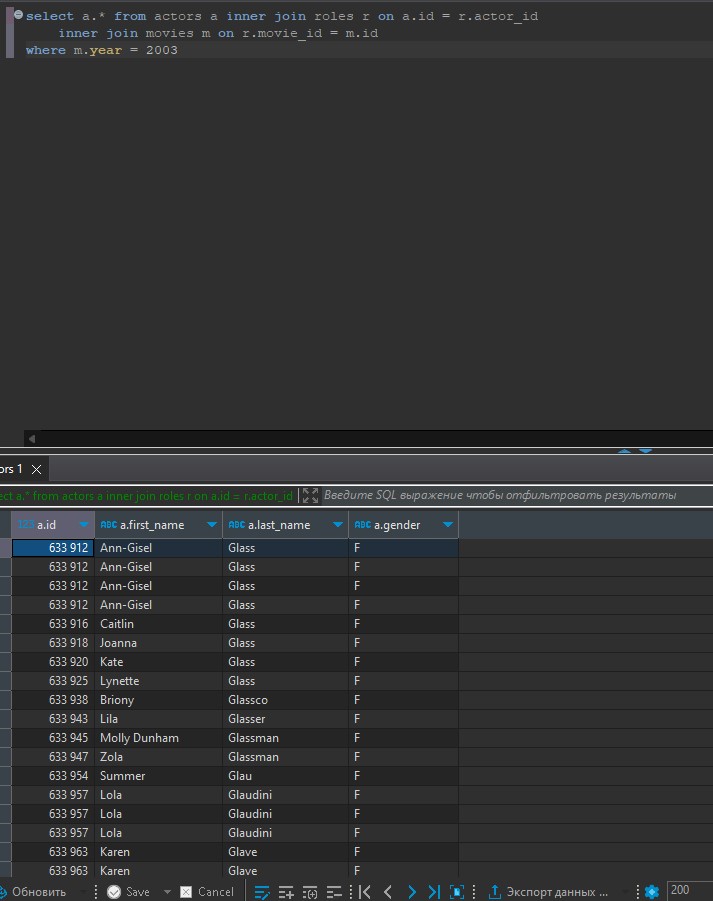 select a.* from actors a inner join roles r on a.id = r.actor_id
inner join movies m on r.movie_id = m.id
where m.year = 2003
ors 1
ect a.* from actors a inner join roles r on a.id = r.actor_id Введите SQL выражение чтобы отфильтровать результаты
123 a.id ABC a.first_name ABC a.last_name ABC a.gender
633 912 Ann-Gisel Glass F
633 912 Ann-Gisel Glass F
633 912 Ann-Gisel Glass F
633 912 Ann-Gisel Glass F
633 916 Caitlin Glass F
633 918 Joanna Glass F
633 920 Kate Glass F
633 925 Lynette Glass F
633 938 Briony Glassco F
633 943 Lila Glasser F
633 945 Molly Dunham Glassman F
633 947 Zola Glassman F
633 954 Summer Glau F
633 957 Lola Glaudini F
633 957 Lola Glaudini F
633 957 Lola Glaudini F
633 963 Karen Glave F
633 963 Karen Glave F
Обновить Save Cancel Экспорт данных ... 200